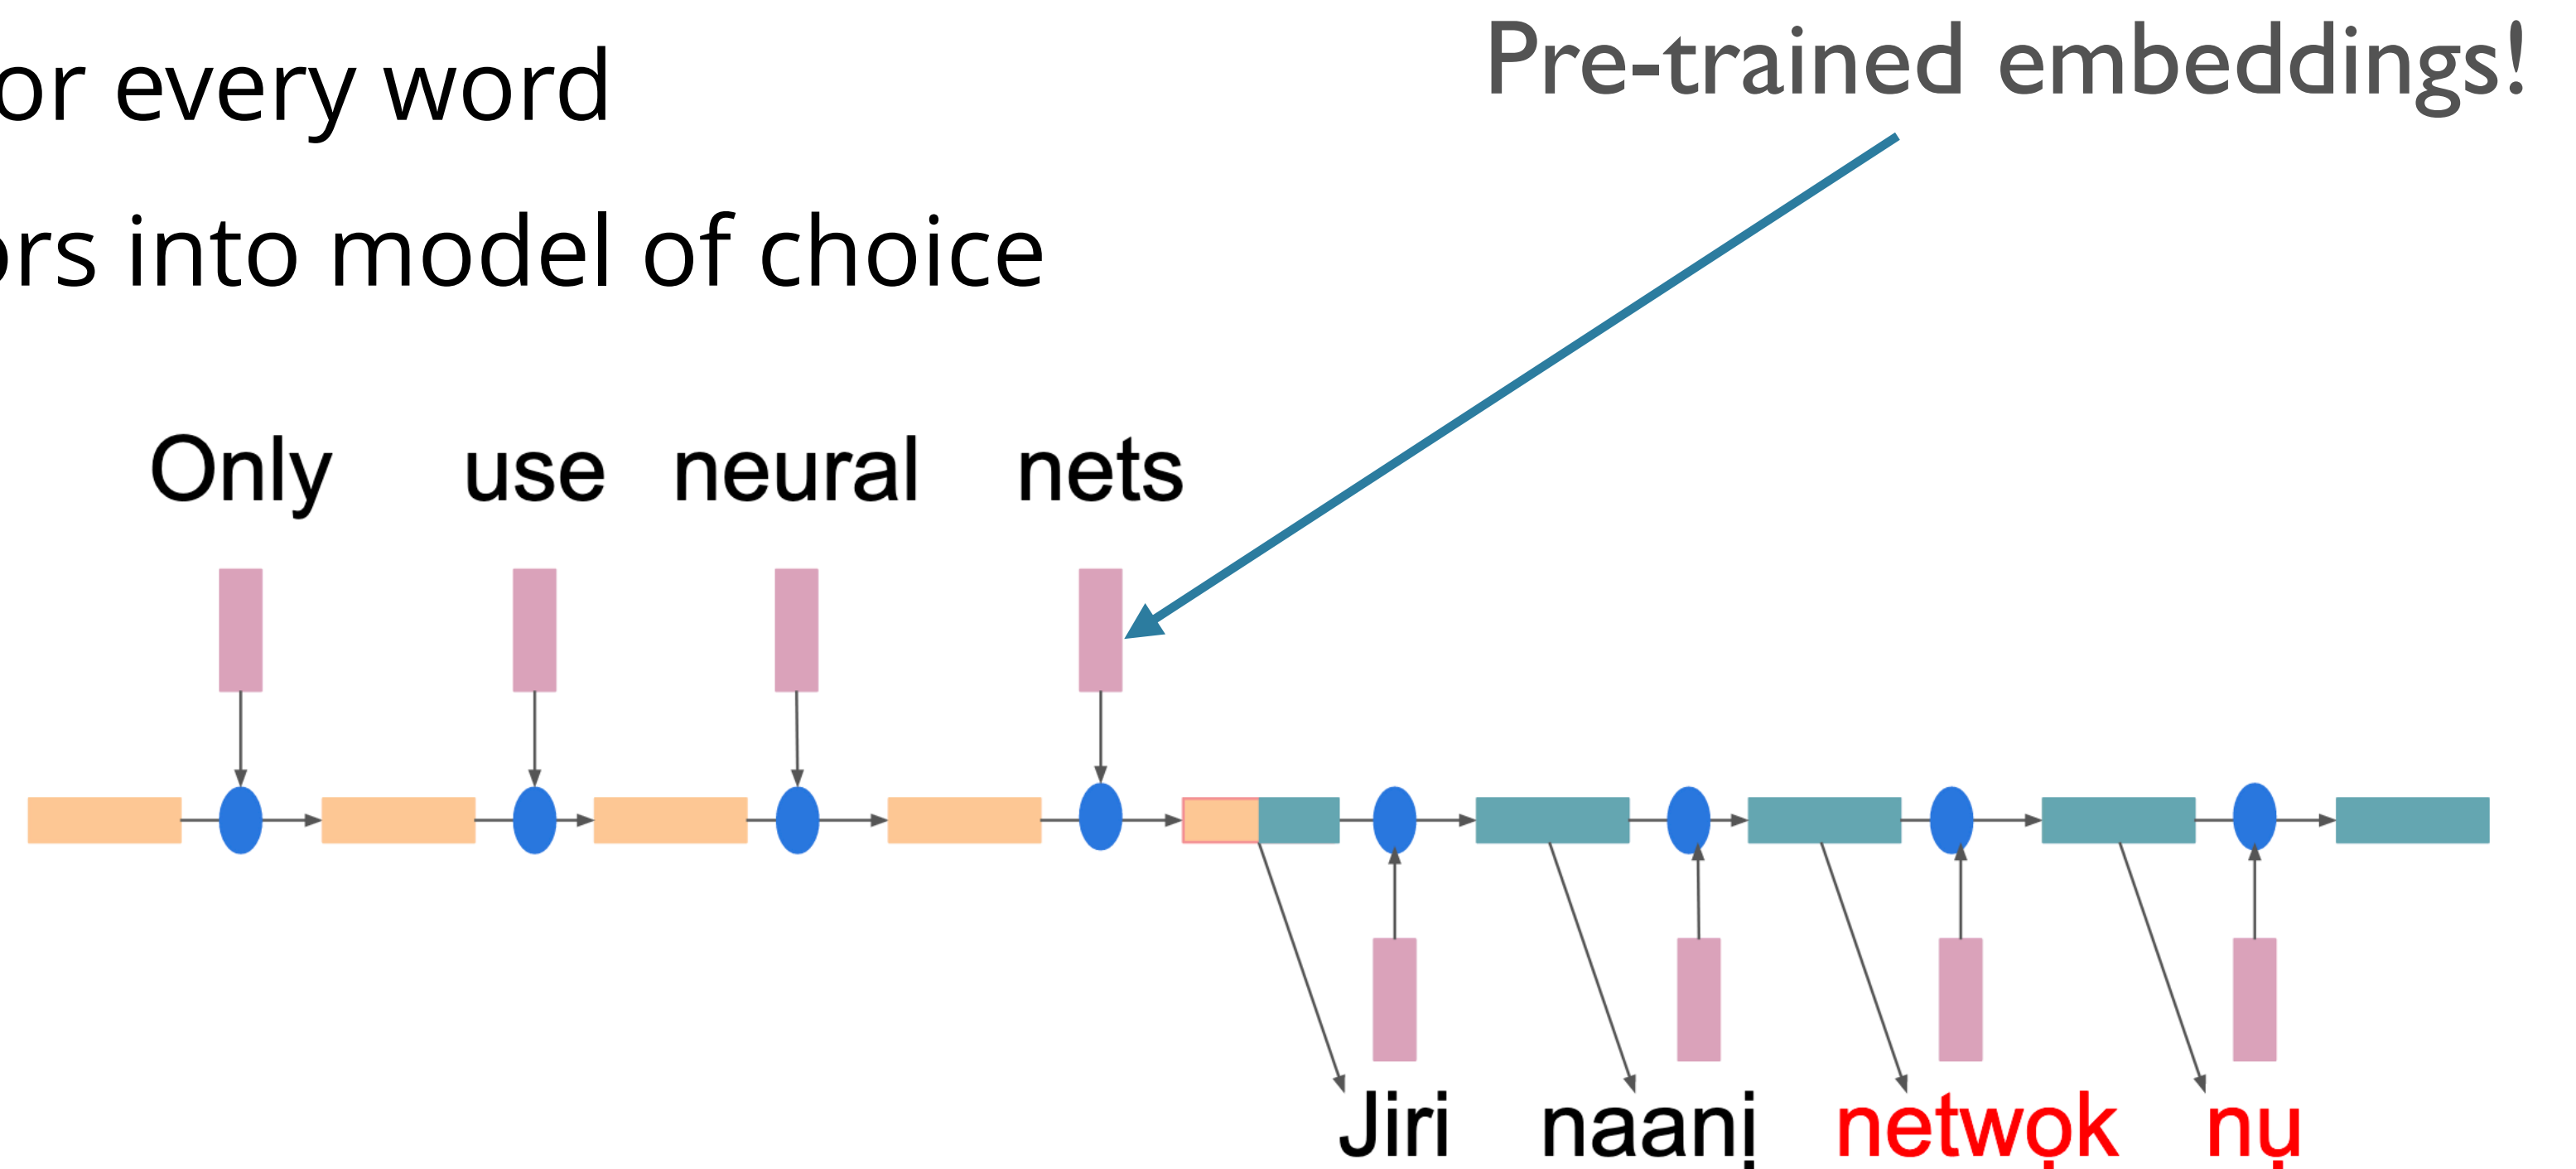 Pre-trained embeddings!
or every word
ors into model of choice
Only use neural nets
Jiri naanị netwọk nụ